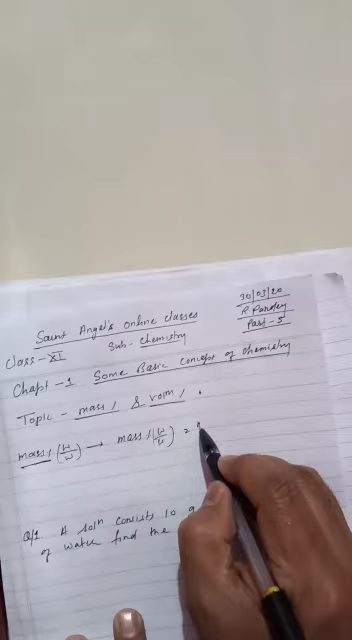 Saint Angel's online classes
30/03/20
R Pandey
Part-5
Class-XI Sub- Chemistry
Chapt-1 Some Basic concept of chemistry
Topic - mass% & volm%.
mass% (w/w) → mass% (w/w) =
Q/1 A soln consists 10 g
of water find the